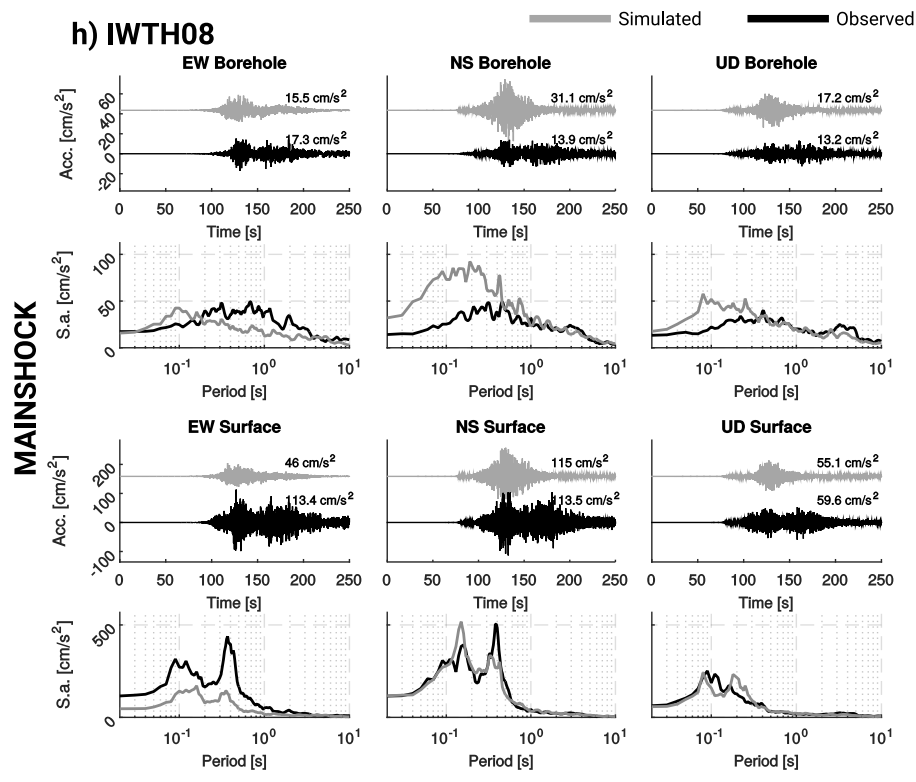 h) IWTH08
Simulated Observed
MAINSHOCK
EW Borehole NS Borehole UD Borehole
Acc. [cm/s²]
60
40
20
0
-20
15.5 cm/s² 31.1 cm/s² 17.2 cm/s²
17.3 cm/s² 13.9 cm/s² 13.2 cm/s²
0 50 100 150 200 250 0 50 100 150 200 250 0 50 100 150 200 250
Time [s] Time [s] Time [s]
S.a. [cm/s²]
100
50
0
10⁻¹ 10⁰ 10¹ 10⁻¹ 10⁰ 10¹ 10⁻¹ 10⁰ 10¹
Period [s] Period [s] Period [s]
EW Surface NS Surface UD Surface
Acc. [cm/s²]
200
100
0
-100
46 cm/s² 115 cm/s² 55.1 cm/s²
113.4 cm/s² 113.5 cm/s² 59.6 cm/s²
0 50 100 150 200 250 0 50 100 150 200 250 0 50 100 150 200 250
Time [s] Time [s] Time [s]
S.a. [cm/s²]
500
0
10⁻¹ 10⁰ 10¹ 10⁻¹ 10⁰ 10¹ 10⁻¹ 10⁰ 10¹
Period [s] Period [s] Period [s]